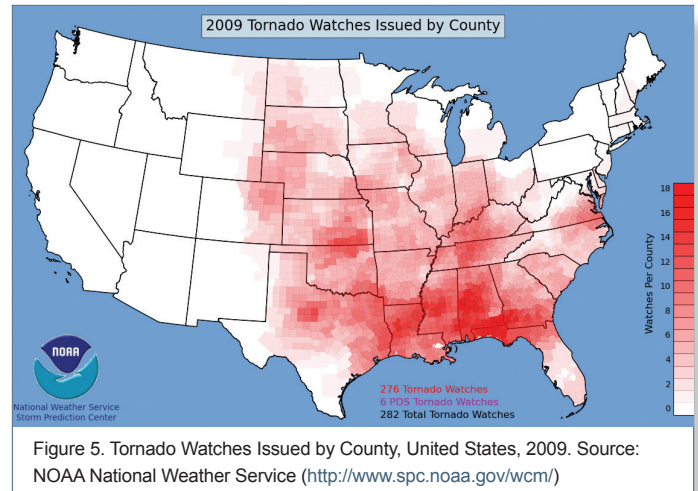 2009 Tornado Watches Issued by County
18
16
14
12
10
8
6
4
2
0
Watches Per County
NOAA
National Weather Service
Storm Prediction Center
276 Tornado Watches
6 PDS Tornado Watches
282 Total Tornado Watches
Figure 5. Tornado Watches Issued by County, United States, 2009. Source:
NOAA National Weather Service (http://www.spc.noaa.gov/wcm/)